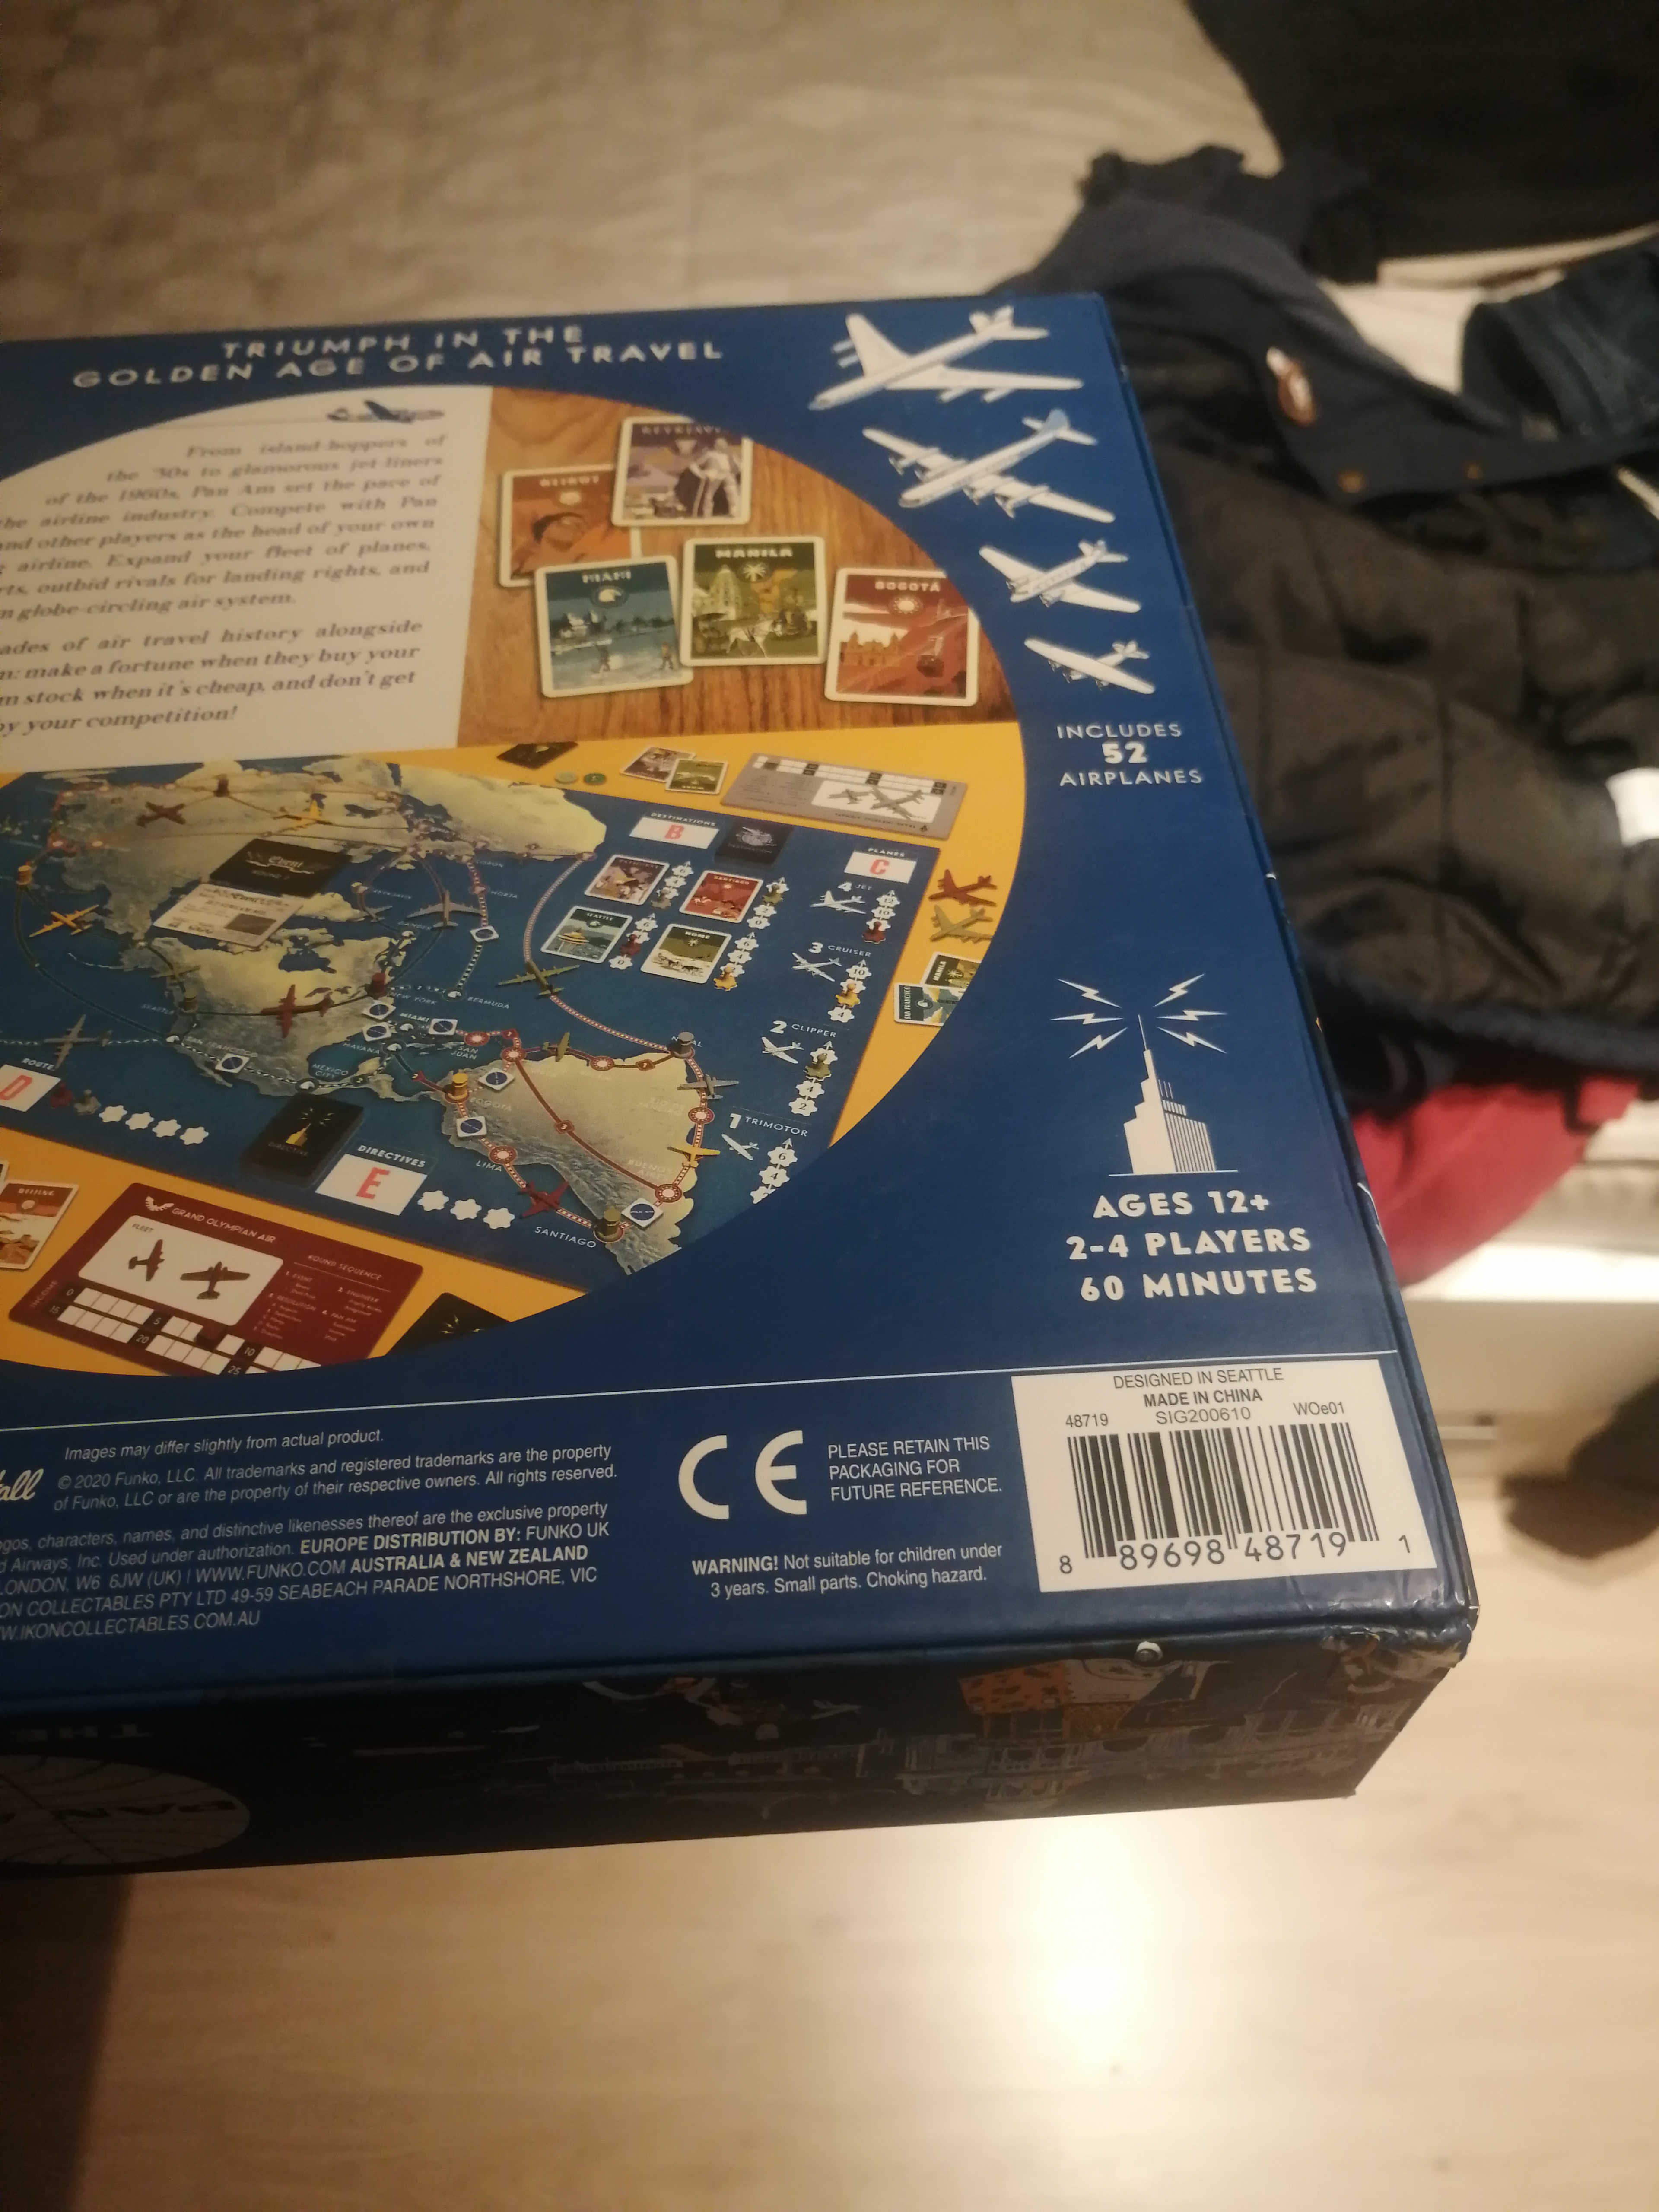 TRIUMPH IN THE
GOLDEN AGE OF AIR TRAVEL
From island-hoppers of
the '30s to glamorous jet-liners
of the 1960s, Pan Am set the pace of
the airline industry. Compete with Pan
and other players as the head of your own
airline. Expand your fleet of planes,
outbid rivals for landing rights, and
globe-circling air system.
of air travel history alongside
make a fortune when they buy your
stock when it's cheap, and don't get
by your competition!
MIAMI
MANILA
BOGOTÁ
INCLUDES
52
AIRPLANES
DESTINATIONS
B
PLANES
C
4 JET
SEATTLE
3 CRUISER
NEW YORK
BERMUDA
MIAMI
HAVANA
SAN
JUAN
MEXICO
CITY
2 CLIPPER
ROUTE
D
BOGOTA
1 TRIMOTOR
DIRECTIVE
DIRECTIVES
E
LIMA
SANTIAGO
BEIJING
GRAND OLYMPIAN AIR
FLEET
ROUND SEQUENCE
INCOME
0
5
10
15
20
25
AGES 12+
2-4 PLAYERS
60 MINUTES
Images may differ slightly from actual product.
© 2020 Funko, LLC. All trademarks and registered trademarks are the property
of Funko, LLC or are the property of their respective owners. All rights reserved.
characters, names, and distinctive likenesses thereof are the exclusive property
Airways, Inc. Used under authorization. EUROPE DISTRIBUTION BY: FUNKO UK
LONDON, W6 6JW (UK) | WWW.FUNKO.COM AUSTRALIA & NEW ZEALAND
COLLECTABLES PTY LTD 49-59 SEABEACH PARADE NORTHSHORE, VIC
WWW.IKONCOLLECTABLES.COM.AU
CE
PLEASE RETAIN THIS
PACKAGING FOR
FUTURE REFERENCE.
WARNING! Not suitable for children under
3 years. Small parts. Choking hazard.
DESIGNED IN SEATTLE
MADE IN CHINA
48719 SIG200610 WOe01
8 89698 48719 1